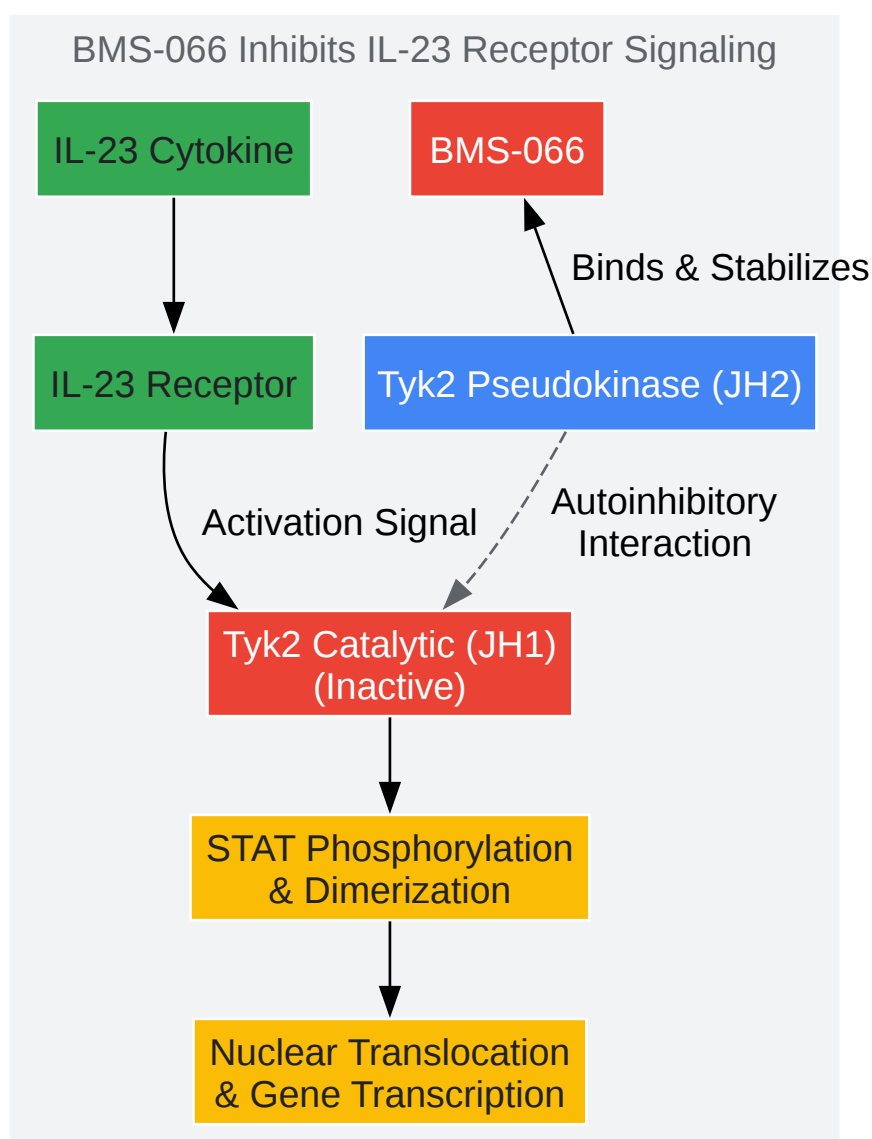 BMS-066 Inhibits IL-23 Receptor Signaling
IL-23 Cytokine
BMS-066
Binds & Stabilizes
IL-23 Receptor
Tyk2 Pseudokinase (JH2)
Activation Signal
Autoinhibitory
Interaction
Tyk2 Catalytic (JH1)
(Inactive)
STAT Phosphorylation
& Dimerization
Nuclear Translocation
& Gene Transcription